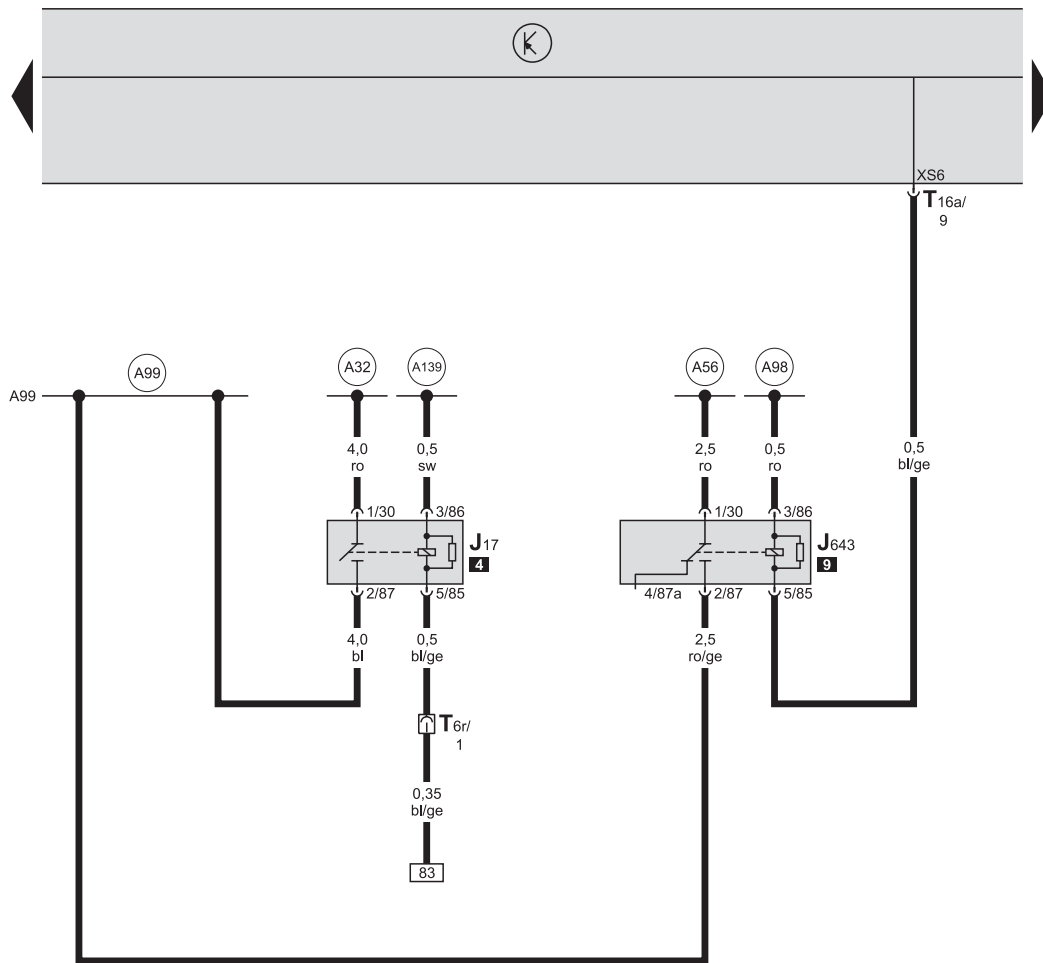 XS6
T16a/
9
A99
A99
A32
A139
A56
A98
4,0
ro
0,5
sw
2,5
ro
0,5
ro
0,5
bl/ge
1/30
3/86
J17
4
2/87
5/85
1/30
3/86
J643
9
4/87a
2/87
5/85
4,0
bl
0,5
bl/ge
2,5
ro/ge
T6r/
1
0,35
bl/ge
83